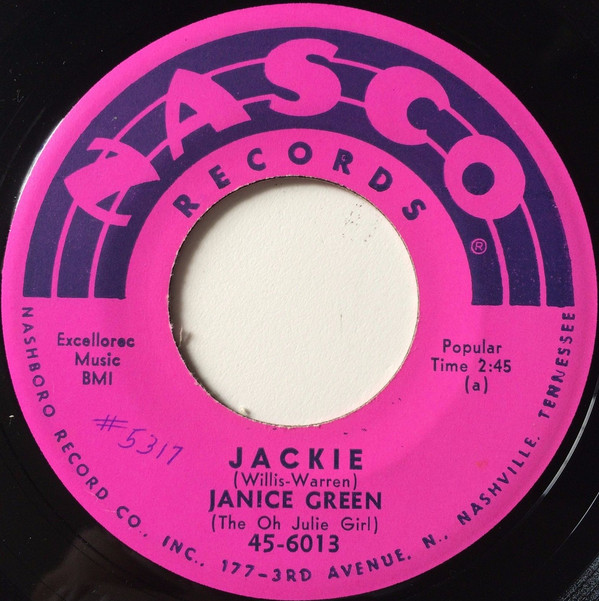 NASCO
RECORDS
®
Excellorec
Music
BMI
Popular
Time 2:45
(a)
#5317
JACKIE
(Willis-Warren)
JANICE GREEN
(The Oh Julie Girl)
45-6013
NASHBORO RECORD CO., INC., 177-3RD AVENUE, N., NASHVILLE, TENNESSEE